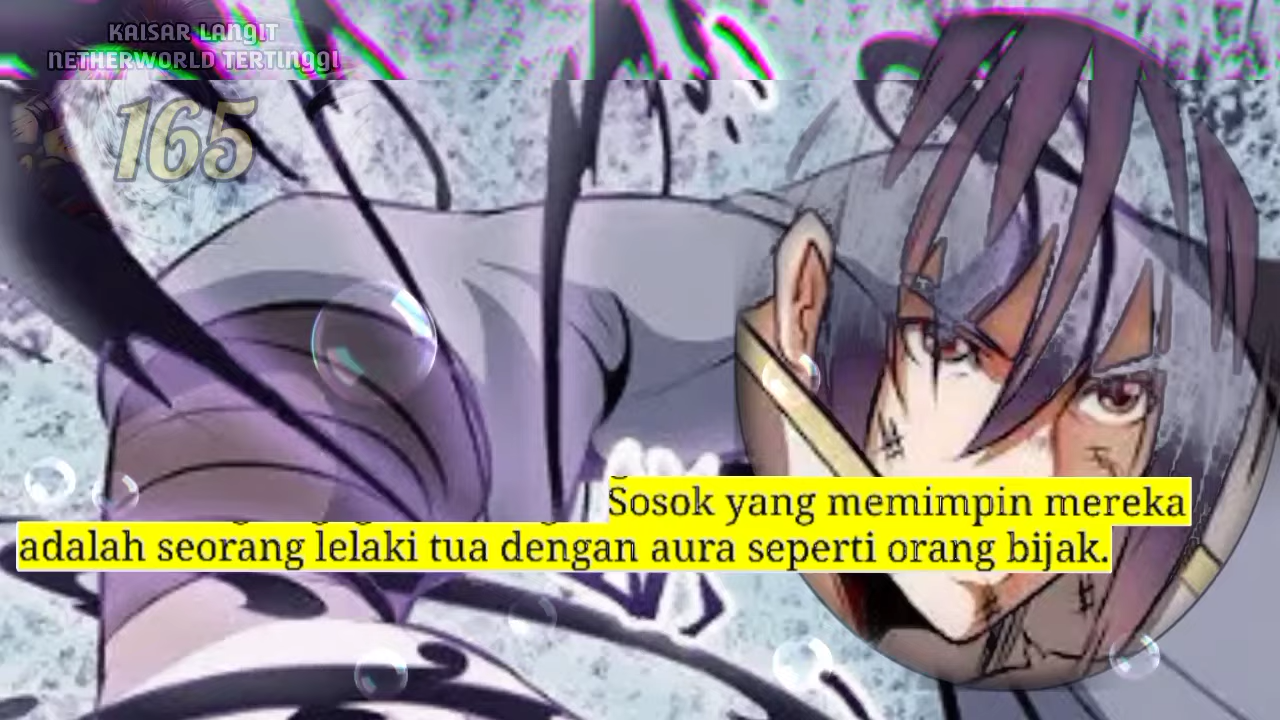 KAISAR LANGIT
NETHERWORLD TERTINGGI
165
Sosok yang memimpin mereka
adalah seorang lelaki tua dengan aura seperti orang bijak.